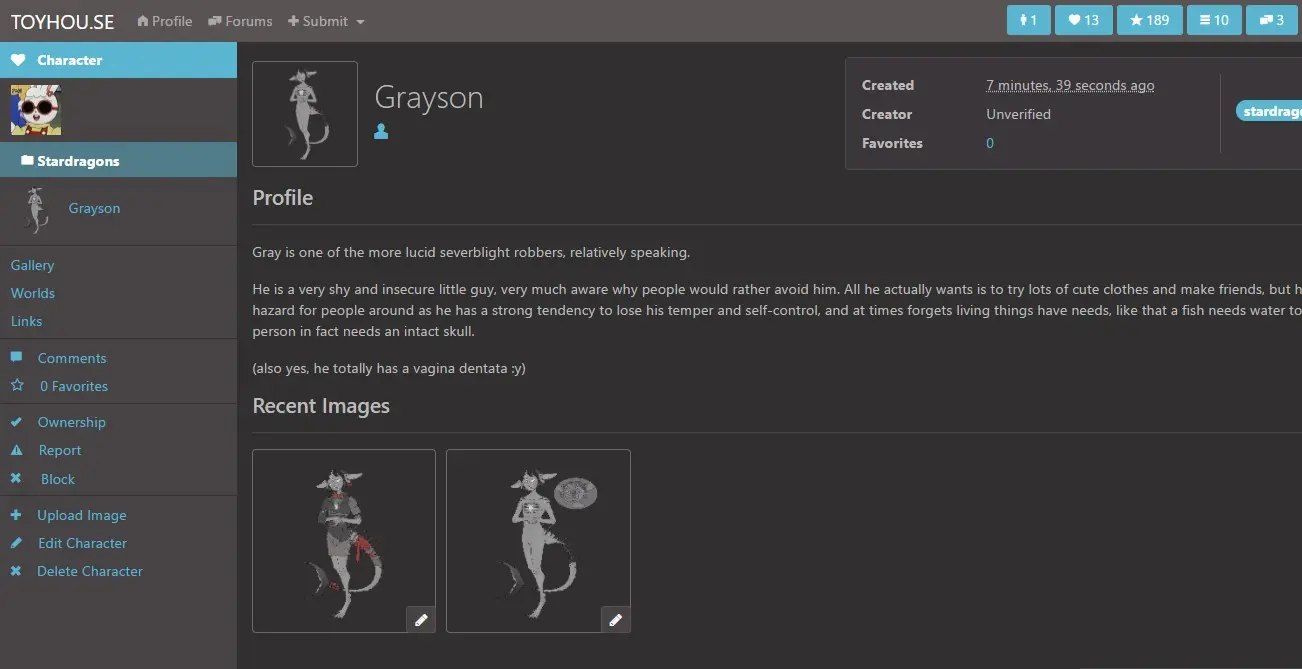 TOYHOU.SE Profile Forums Submit 1 13 189 10 3
Character
Stardragons
Grayson
Gallery
Worlds
Links
Comments
0 Favorites
Ownership
Report
Block
Upload Image
Edit Character
Delete Character
Grayson
Created 7 minutes, 39 seconds ago
Creator Unverified
Favorites 0
stardrag
Profile
Gray is one of the more lucid severblight robbers, relatively speaking.
He is a very shy and insecure little guy, very much aware why people would rather avoid him. All he actually wants is to try lots of cute clothes and make friends, but h
hazard for people around as he has a strong tendency to lose his temper and self-control, and at times forgets living things have needs, like that a fish needs water to
person in fact needs an intact skull.
(also yes, he totally has a vagina dentata :y)
Recent Images